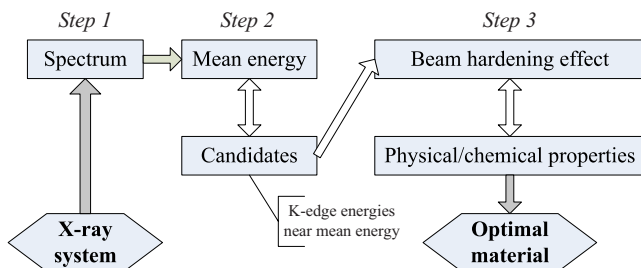 Step 1
Step 2
Step 3
Spectrum
Mean energy
Beam hardening effect
Candidates
Physical/chemical properties
K-edge energies
near mean energy
X-ray
system
Optimal
material